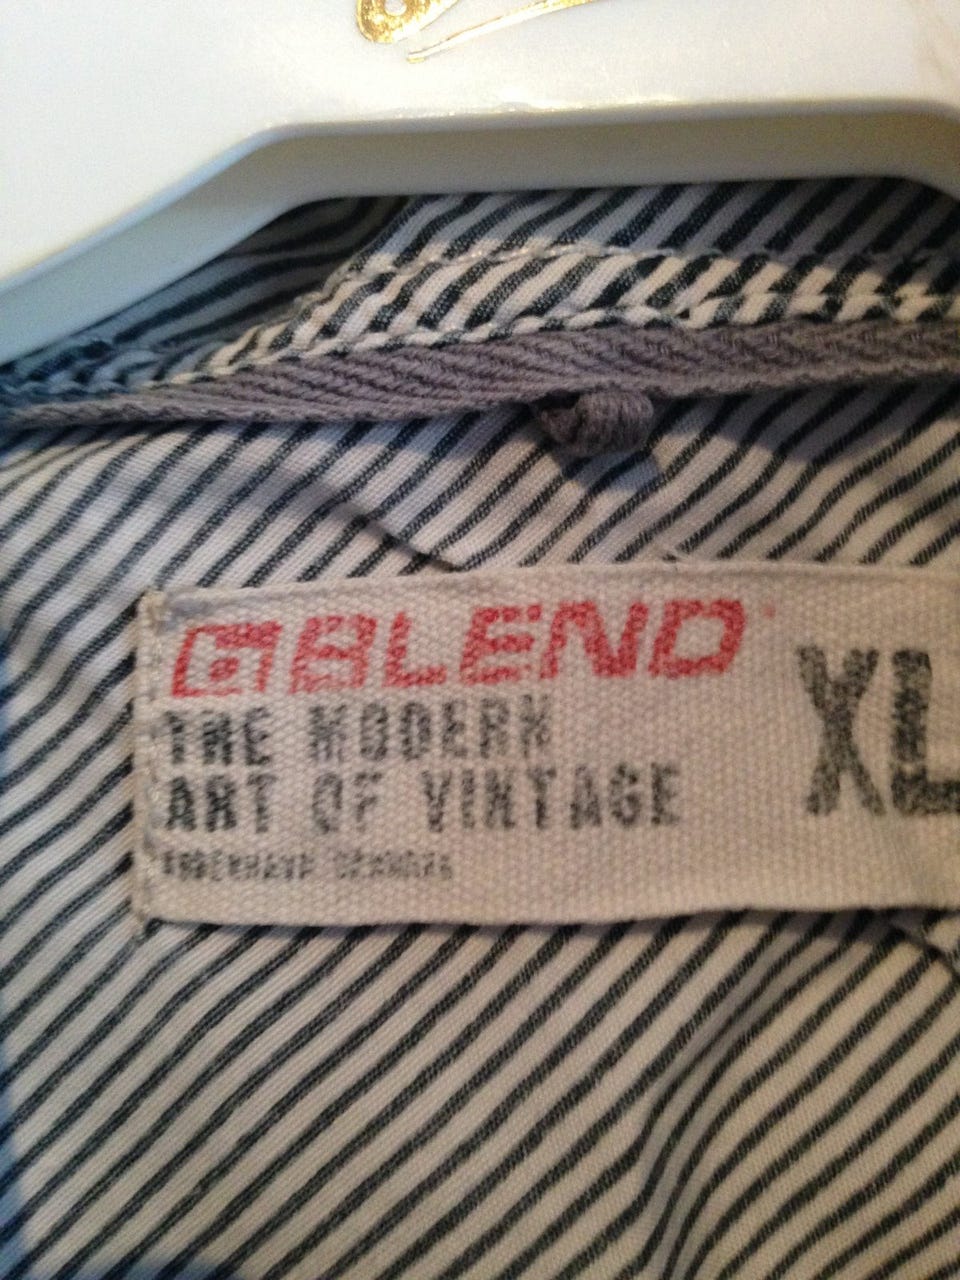 BLEND
THE MODERN
ART OF VINTAGE
XL